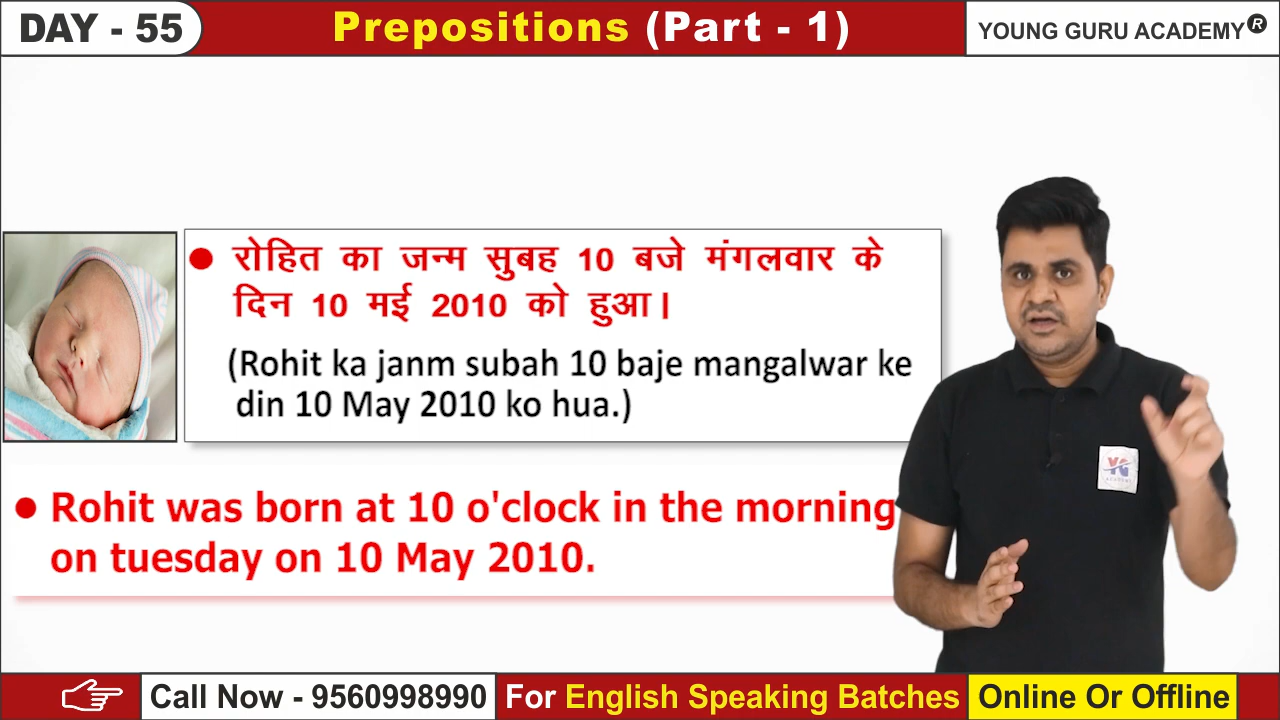 DAY - 55
Prepositions (Part - 1)
YOUNG GURU ACADEMY®
● रोहित का जन्म सुबह 10 बजे मंगलवार के
दिन 10 मई 2010 को हुआ।
(Rohit ka janm subah 10 baje mangalwar ke
din 10 May 2010 ko hua.)
● Rohit was born at 10 o'clock in the morning
on tuesday on 10 May 2010.
Call Now - 9560998990 For English Speaking Batches Online Or Offline